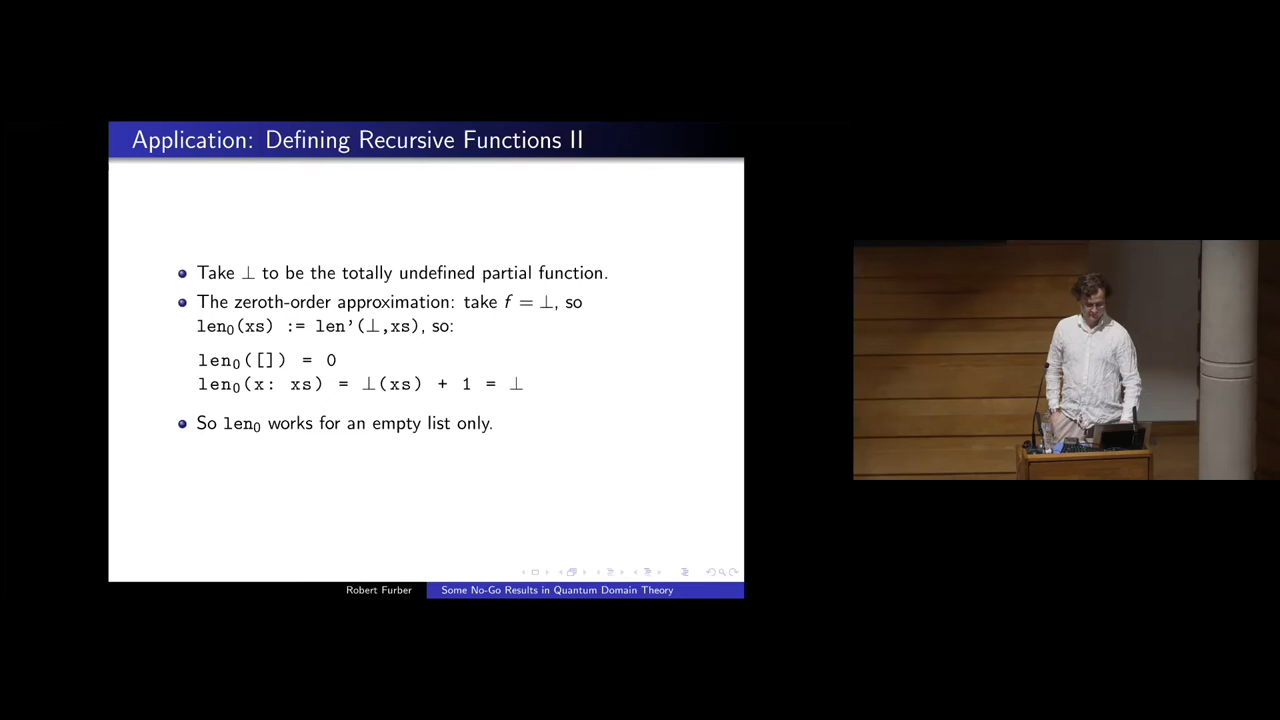 Application: Defining Recursive Functions II
Take ⊥ to be the totally undefined partial function.
The zeroth-order approximation: take f = ⊥, so
len₀(xs) := len'(⊥,xs), so:
len₀([]) = 0
len₀(x: xs) = ⊥(xs) + 1 = ⊥
So len₀ works for an empty list only.
Robert Furber Some No-Go Results in Quantum Domain Theory